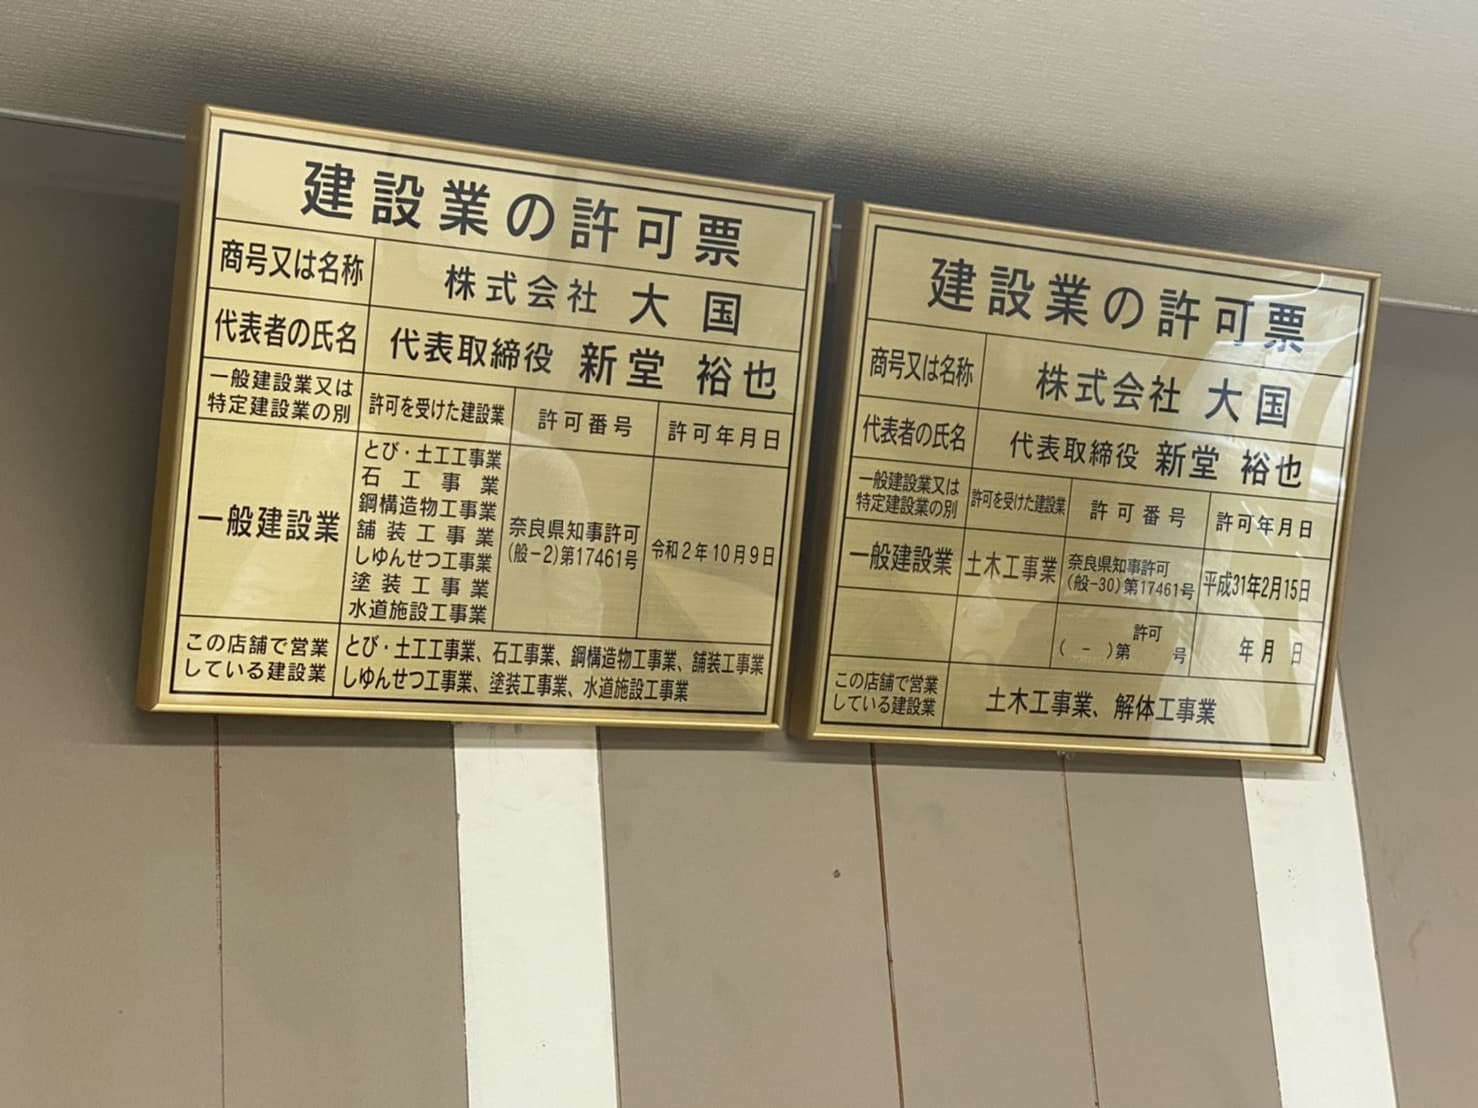 建設業の許可票
商号又は名称
株式会社 大国
代表者の氏名
代表取締役 新堂 裕也
一般建設業又は
特定建設業の別
許可を受けた建設業
許可番号
許可年月日
一般建設業
とび・土工工事業
石工事業
鋼構造物工事業
舗装工事業
しゆんせつ工事業
塗装工事業
水道施設工事業
奈良県知事許可
(般-2)第17461号
令和2年10月9日
この店舗で営業
している建設業
とび・土工工事業、石工事業、鋼構造物工事業、舗装工事業
しゆんせつ工事業、塗装工事業、水道施設工事業
建設業の許可票
商号又は名称
株式会社 大国
代表者の氏名
代表取締役 新堂 裕也
一般建設業又は
特定建設業の別
許可を受けた建設業
許可番号
許可年月日
一般建設業
土木工事業
奈良県知事許可
(般-30)第17461号
平成31年2月15日
許可
( - )第 号
年 月 日
この店舗で営業
している建設業
土木工事業、解体工事業